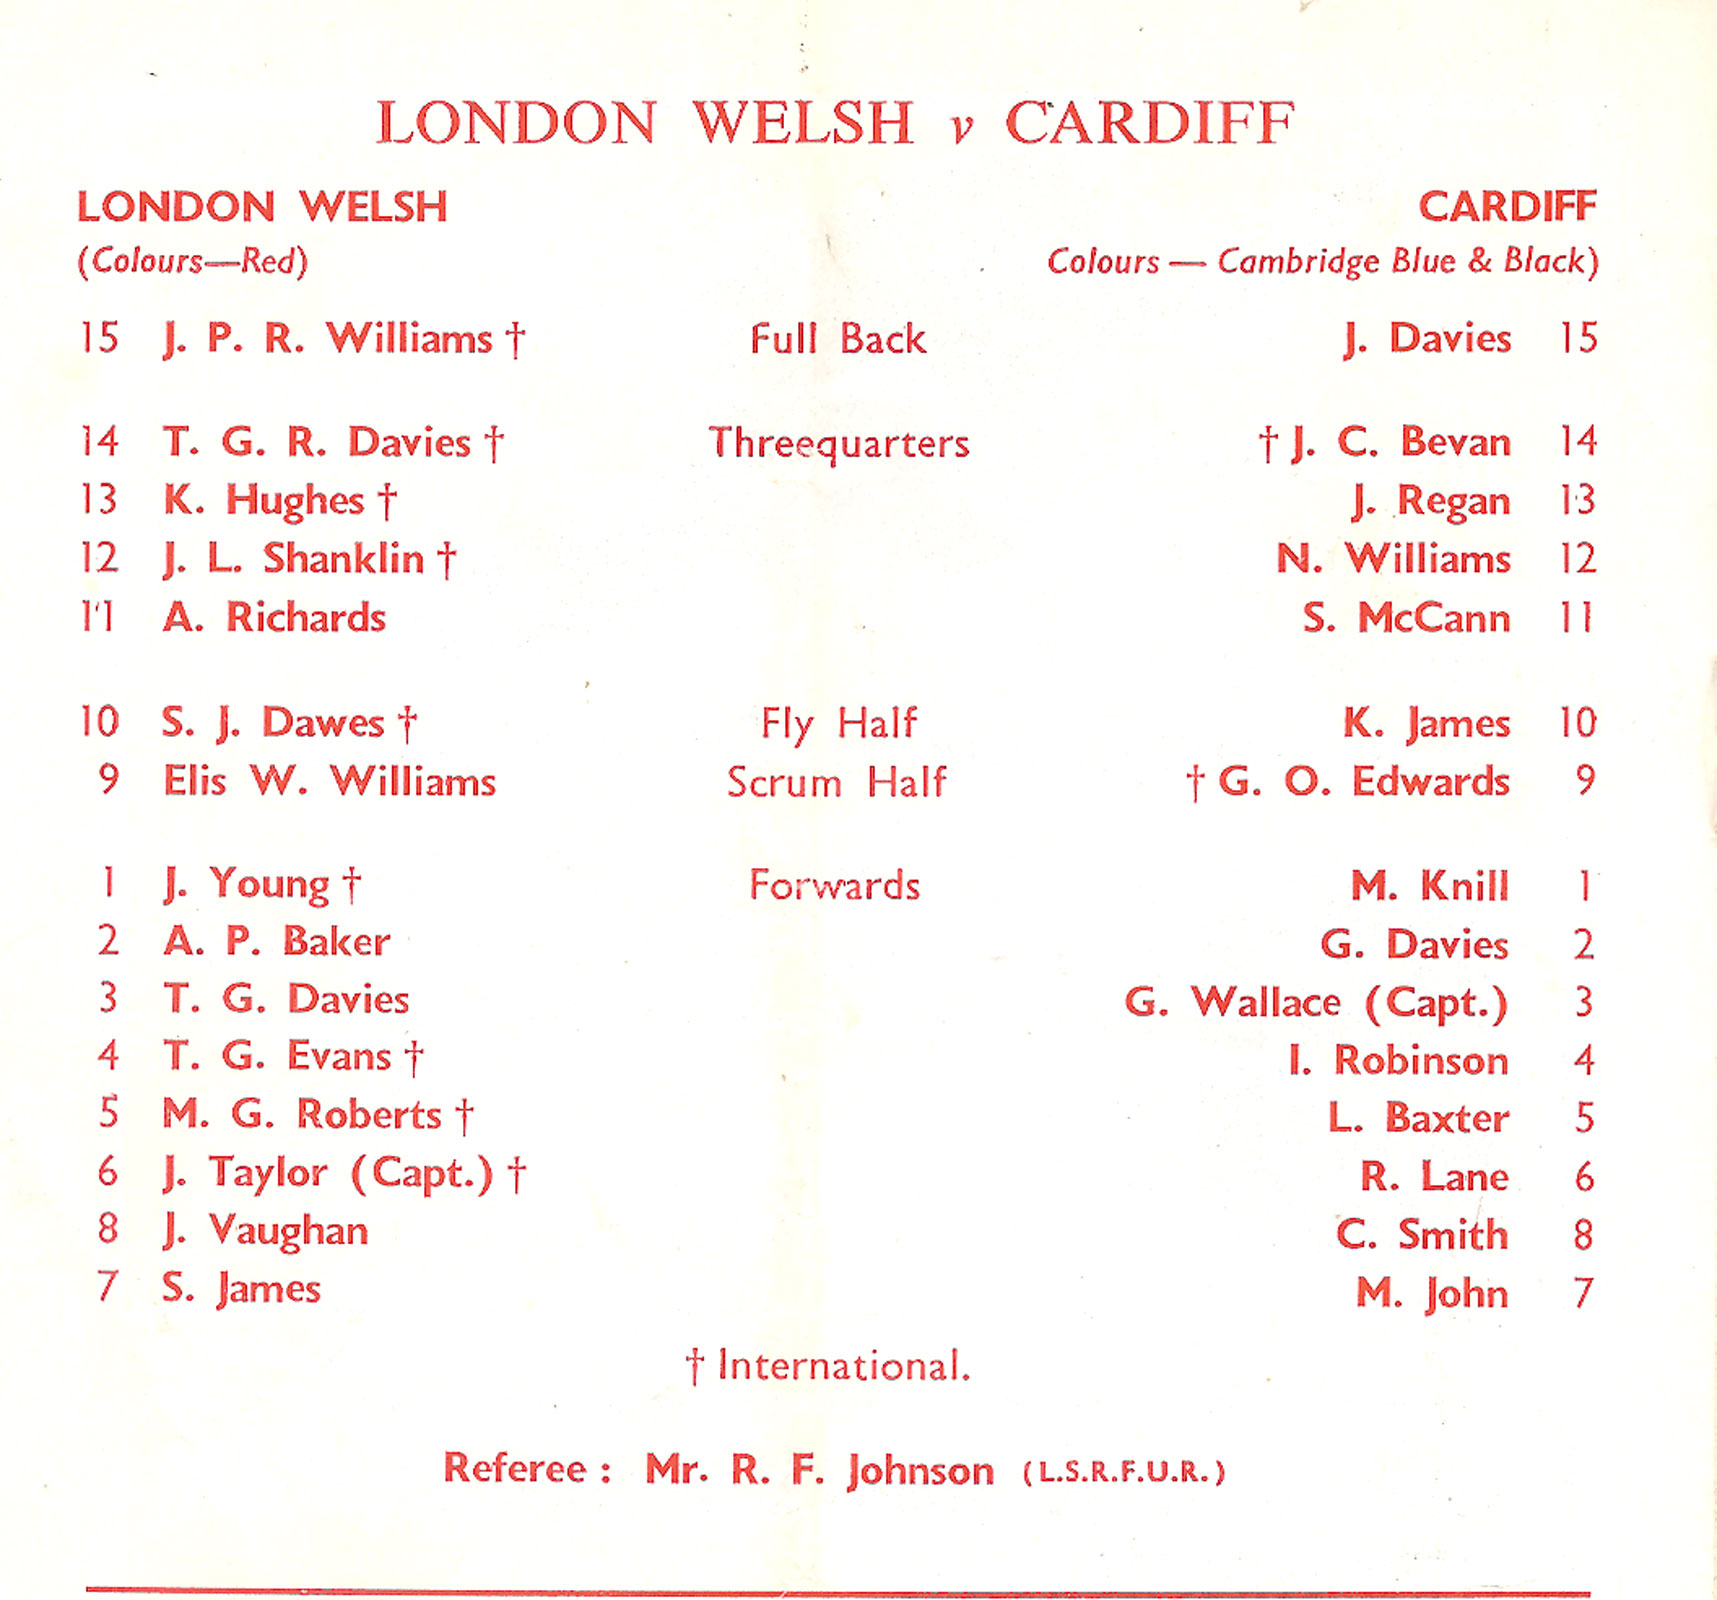 LONDON WELSH v CARDIFF
LONDON WELSH CARDIFF
(Colours—Red) Colours — Cambridge Blue & Black)
15 J. P. R. Williams † Full Back J. Davies 15
14 T. G. R. Davies † Threequarters † J. C. Bevan 14
13 K. Hughes † J. Regan 13
12 J. L. Shanklin † N. Williams 12
11 A. Richards S. McCann 11
10 S. J. Dawes † Fly Half K. James 10
9 Elis W. Williams Scrum Half † G. O. Edwards 9
1 J. Young † Forwards M. Knill 1
2 A. P. Baker G. Davies 2
3 T. G. Davies G. Wallace (Capt.) 3
4 T. G. Evans † I. Robinson 4
5 M. G. Roberts † L. Baxter 5
6 J. Taylor (Capt.) † R. Lane 6
8 J. Vaughan C. Smith 8
7 S. James M. John 7
† International.
Referee : Mr. R. F. Johnson (L.S.R.F.U.R.)